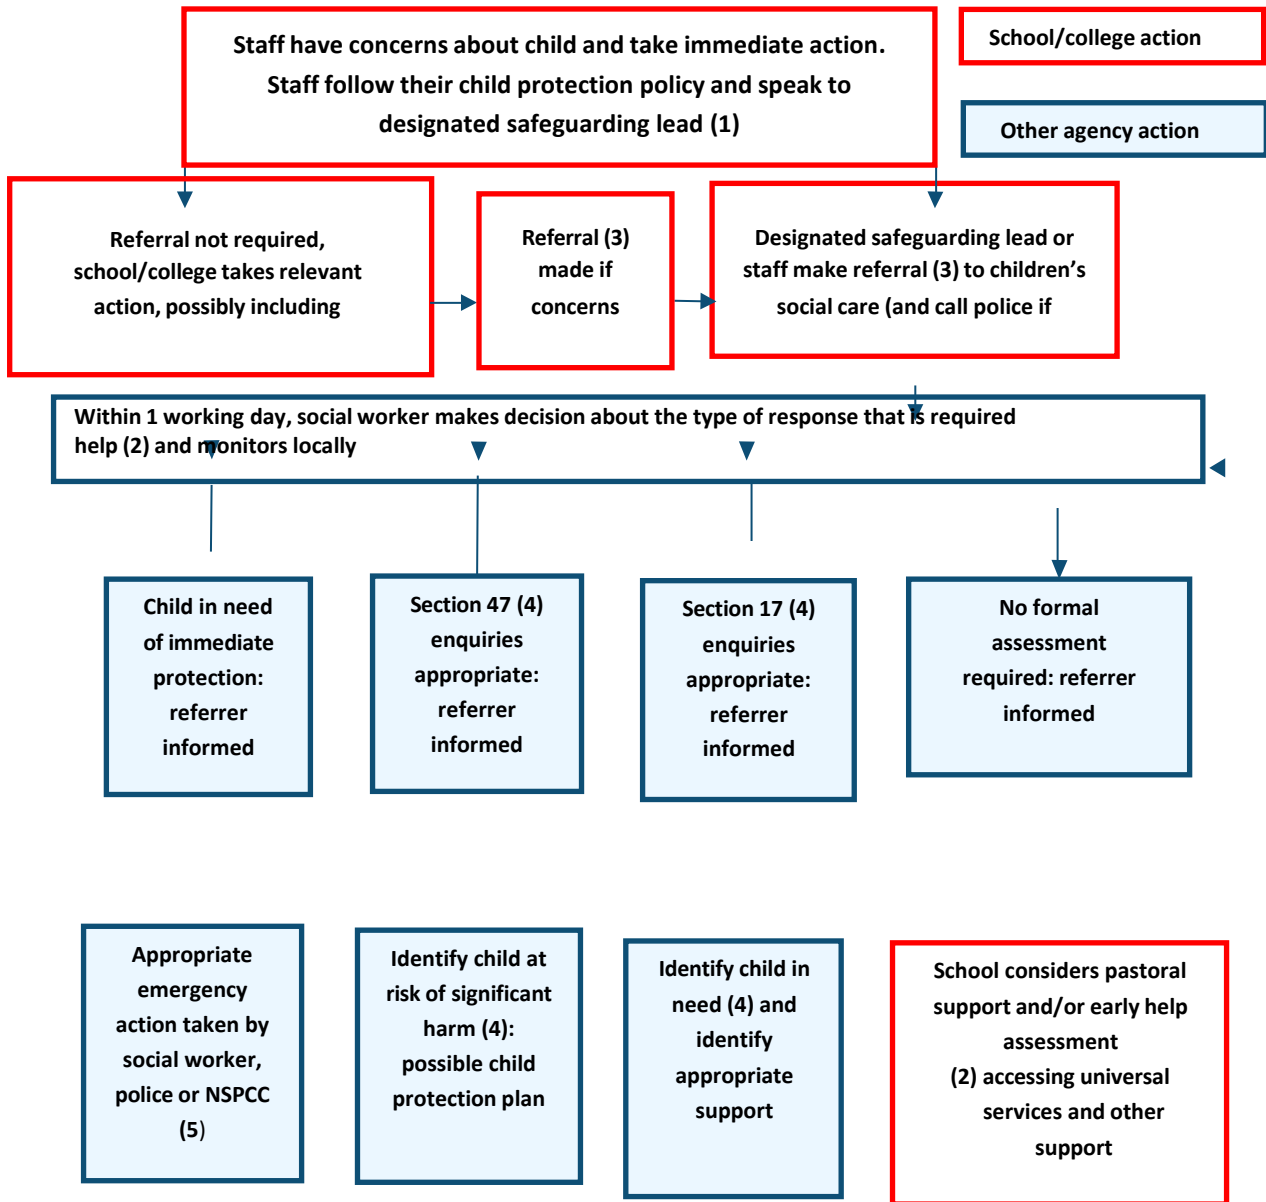 Staff have concerns about child and take immediate action.
Staff follow their child protection policy and speak to
designated safeguarding lead (1)
School/college action
Other agency action
Referral not required,
school/college takes relevant
action, possibly including
Referral (3)
made if
concerns
Designated safeguarding lead or
staff make referral (3) to children’s
social care (and call police if
Within 1 working day, social worker makes decision about the type of response that is required
help (2) and monitors locally
Child in need
of immediate
protection:
referrer
informed
Section 47 (4)
enquiries
appropriate:
referrer
informed
Section 17 (4)
enquiries
appropriate:
referrer
informed
No formal
assessment
required: referrer
informed
Appropriate
emergency
action taken by
social worker,
police or NSPCC
(5)
Identify child at
risk of significant
harm (4):
possible child
protection plan
Identify child in
need (4) and
identify
appropriate
support
School considers pastoral
support and/or early help
assessment
(2) accessing universal
services and other
support